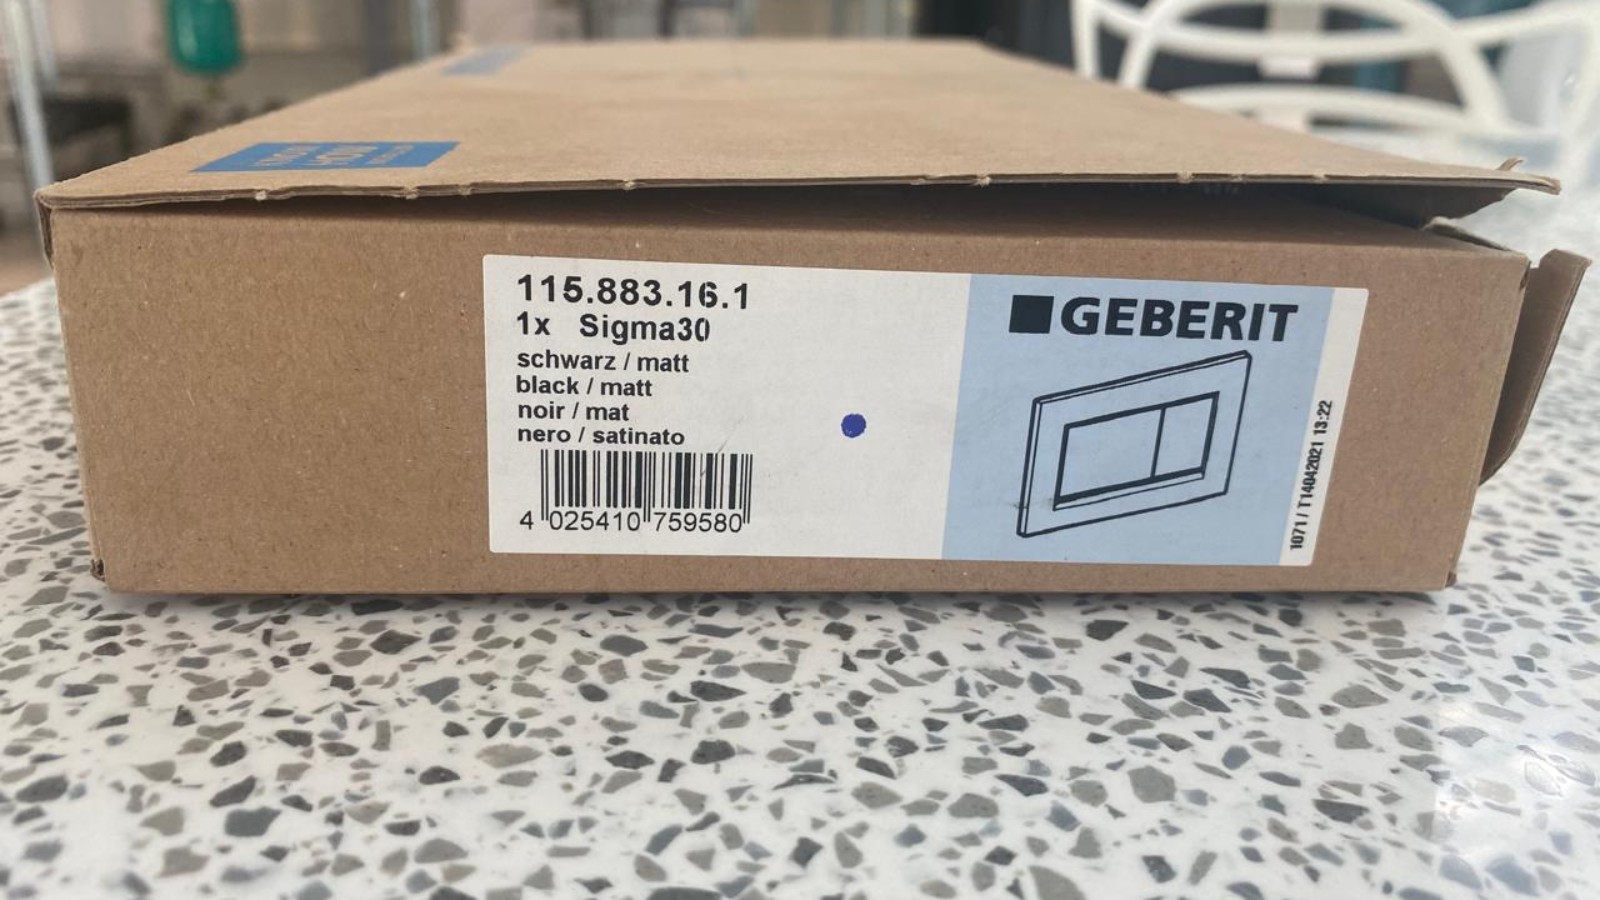 115.883.16.1
1x Sigma30
schwarz / matt
black / matt
noir / mat
nero / satinato
4 025410 759580
GEBERIT
1071 / T14042021 13:22